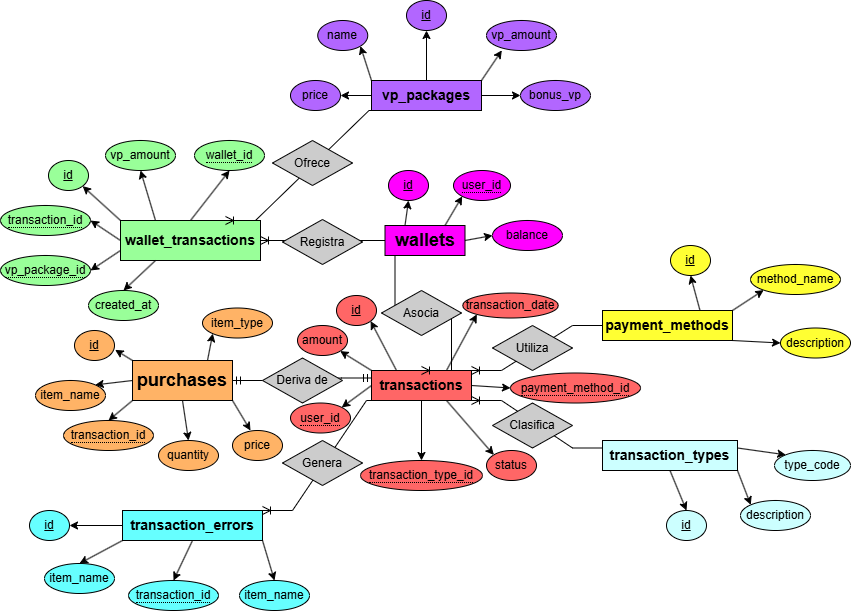 id
name
vp_amount
price
vp_packages
bonus_vp
vp_amount
wallet_id
Ofrece
id
id
user_id
transaction_id
wallet_transactions
Registra
wallets
balance
vp_package_id
id
method_name
created_at
id
transaction_date
Asocia
item_type
payment_methods
id
amount
Utiliza
description
purchases
Deriva de
transactions
payment_method_id
item_name
user_id
Clasifica
transaction_id
quantity
price
Genera
transaction_type_id
status
transaction_types
type_code
id
transaction_errors
id
description
item_name
transaction_id
item_name